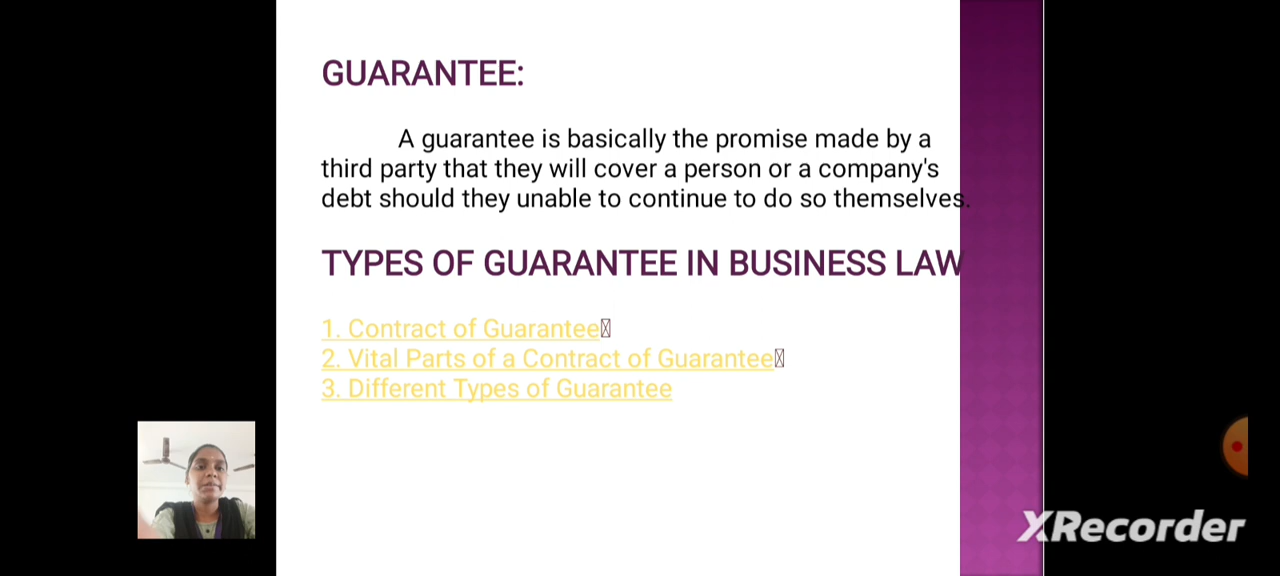 GUARANTEE:
A guarantee is basically the promise made by a
third party that they will cover a person or a company's
debt should they unable to continue to do so themselves.
TYPES OF GUARANTEE IN BUSINESS LAW
1. Contract of Guarantee
2. Vital Parts of a Contract of Guarantee
3. Different Types of Guarantee
XRecorder